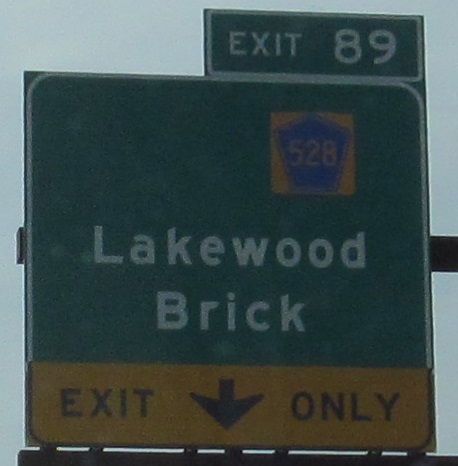 EXIT 89
528
Lakewood
Brick
EXIT ONLY